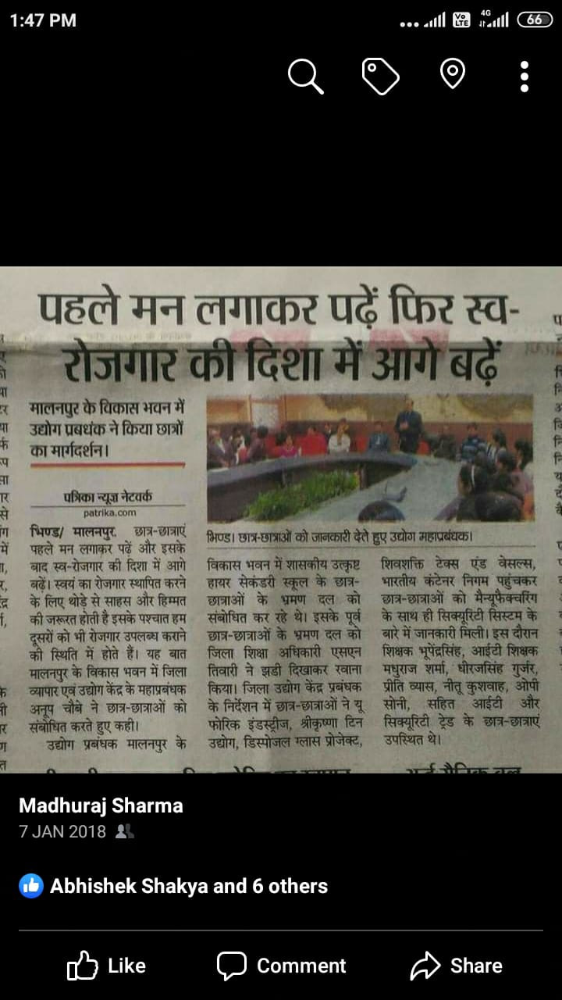 1:47 PM
VoLTE 4G 66
पहले मन लगाकर पढ़ें फिर स्व-
रोजगार की दिशा में आगे बढ़ें
मालनपुर के विकास भवन में
उद्योग प्रबधंक ने किया छात्रों
का मार्गदर्शन।
पत्रिका न्यूज़ नेटवर्क
patrika.com
भिण्ड/ मालनपुर. छात्र-छात्राएं
पहले मन लगाकर पढ़ें और इसके
बाद स्व-रोजगार की दिशा में आगे
बढ़ें। स्वयं का रोजगार स्थापित करने
के लिए थोड़े से साहस और हिम्मत
की जरूरत होती है इसके पश्चात हम
दूसरों को भी रोजगार उपलब्ध कराने
की स्थिति में होते हैं। यह बात
मालनपुर के विकास भवन में जिला
व्यापार एवं उद्योग केंद्र के महाप्रबंधक
अनूप चौबे ने छात्र-छात्राओं को
संबोधित करते हुए कही।
उद्योग प्रबंधक मालनपुर के
भिण्ड। छात्र-छात्राओं को जानकारी देते हुए उद्योग महाप्रबंधक।
विकास भवन में शासकीय उत्कृष्ट
हायर सेकंडरी स्कूल के छात्र-
छात्राओं के भ्रमण दल को
संबोधित कर रहे थे। इसके पूर्व
छात्र-छात्राओं के भ्रमण दल को
जिला शिक्षा अधिकारी एसएन
तिवारी ने झडी दिखाकर रवाना
किया। जिला उद्योग केंद्र प्रबंधक
के निर्देशन में छात्र-छात्राओं ने यू
फोरिक इंडस्ट्रीज, श्रीकृष्णा टिन
उद्योग, डिस्पोजल ग्लास प्रोजेक्ट,
शिवशक्ति टेक्स एंड वेसल्स,
भारतीय कंटेनर निगम पहुंचकर
छात्र-छात्राओं को मैन्यूफैक्चरिंग
के साथ ही सिक्यूरिटी सिस्टम के
बारे में जानकारी मिली। इस दौरान
शिक्षक भूपेंद्रसिंह, आईटी शिक्षक
मधुराज शर्मा, धीरजसिंह गुर्जर,
प्रीति व्यास, नीतू कुशवाह, ओपी
सोनी, सहित आईटी और
सिक्यूरिटी ट्रेड के छात्र-छात्राएं
उपस्थित थे।
Madhuraj Sharma
7 JAN 2018
Abhishek Shakya and 6 others
Like Comment Share